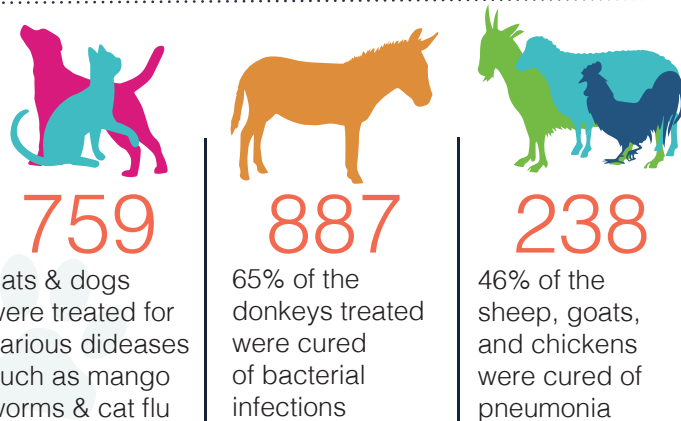 759
ats & dogs
were treated for
arious dideases
uch as mango
worms & cat flu
887
65% of the
donkeys treated
were cured
of bacterial
infections
238
46% of the
sheep, goats,
and chickens
were cured of
pneumonia